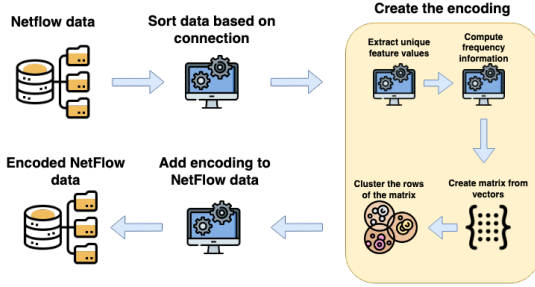 Netflow data
Sort data based on
connection
Create the encoding
Extract unique
feature values
Compute
frequency
information
Create matrix from
vectors
Cluster the rows
of the matrix
Add encoding to
NetFlow data
Encoded NetFlow
data